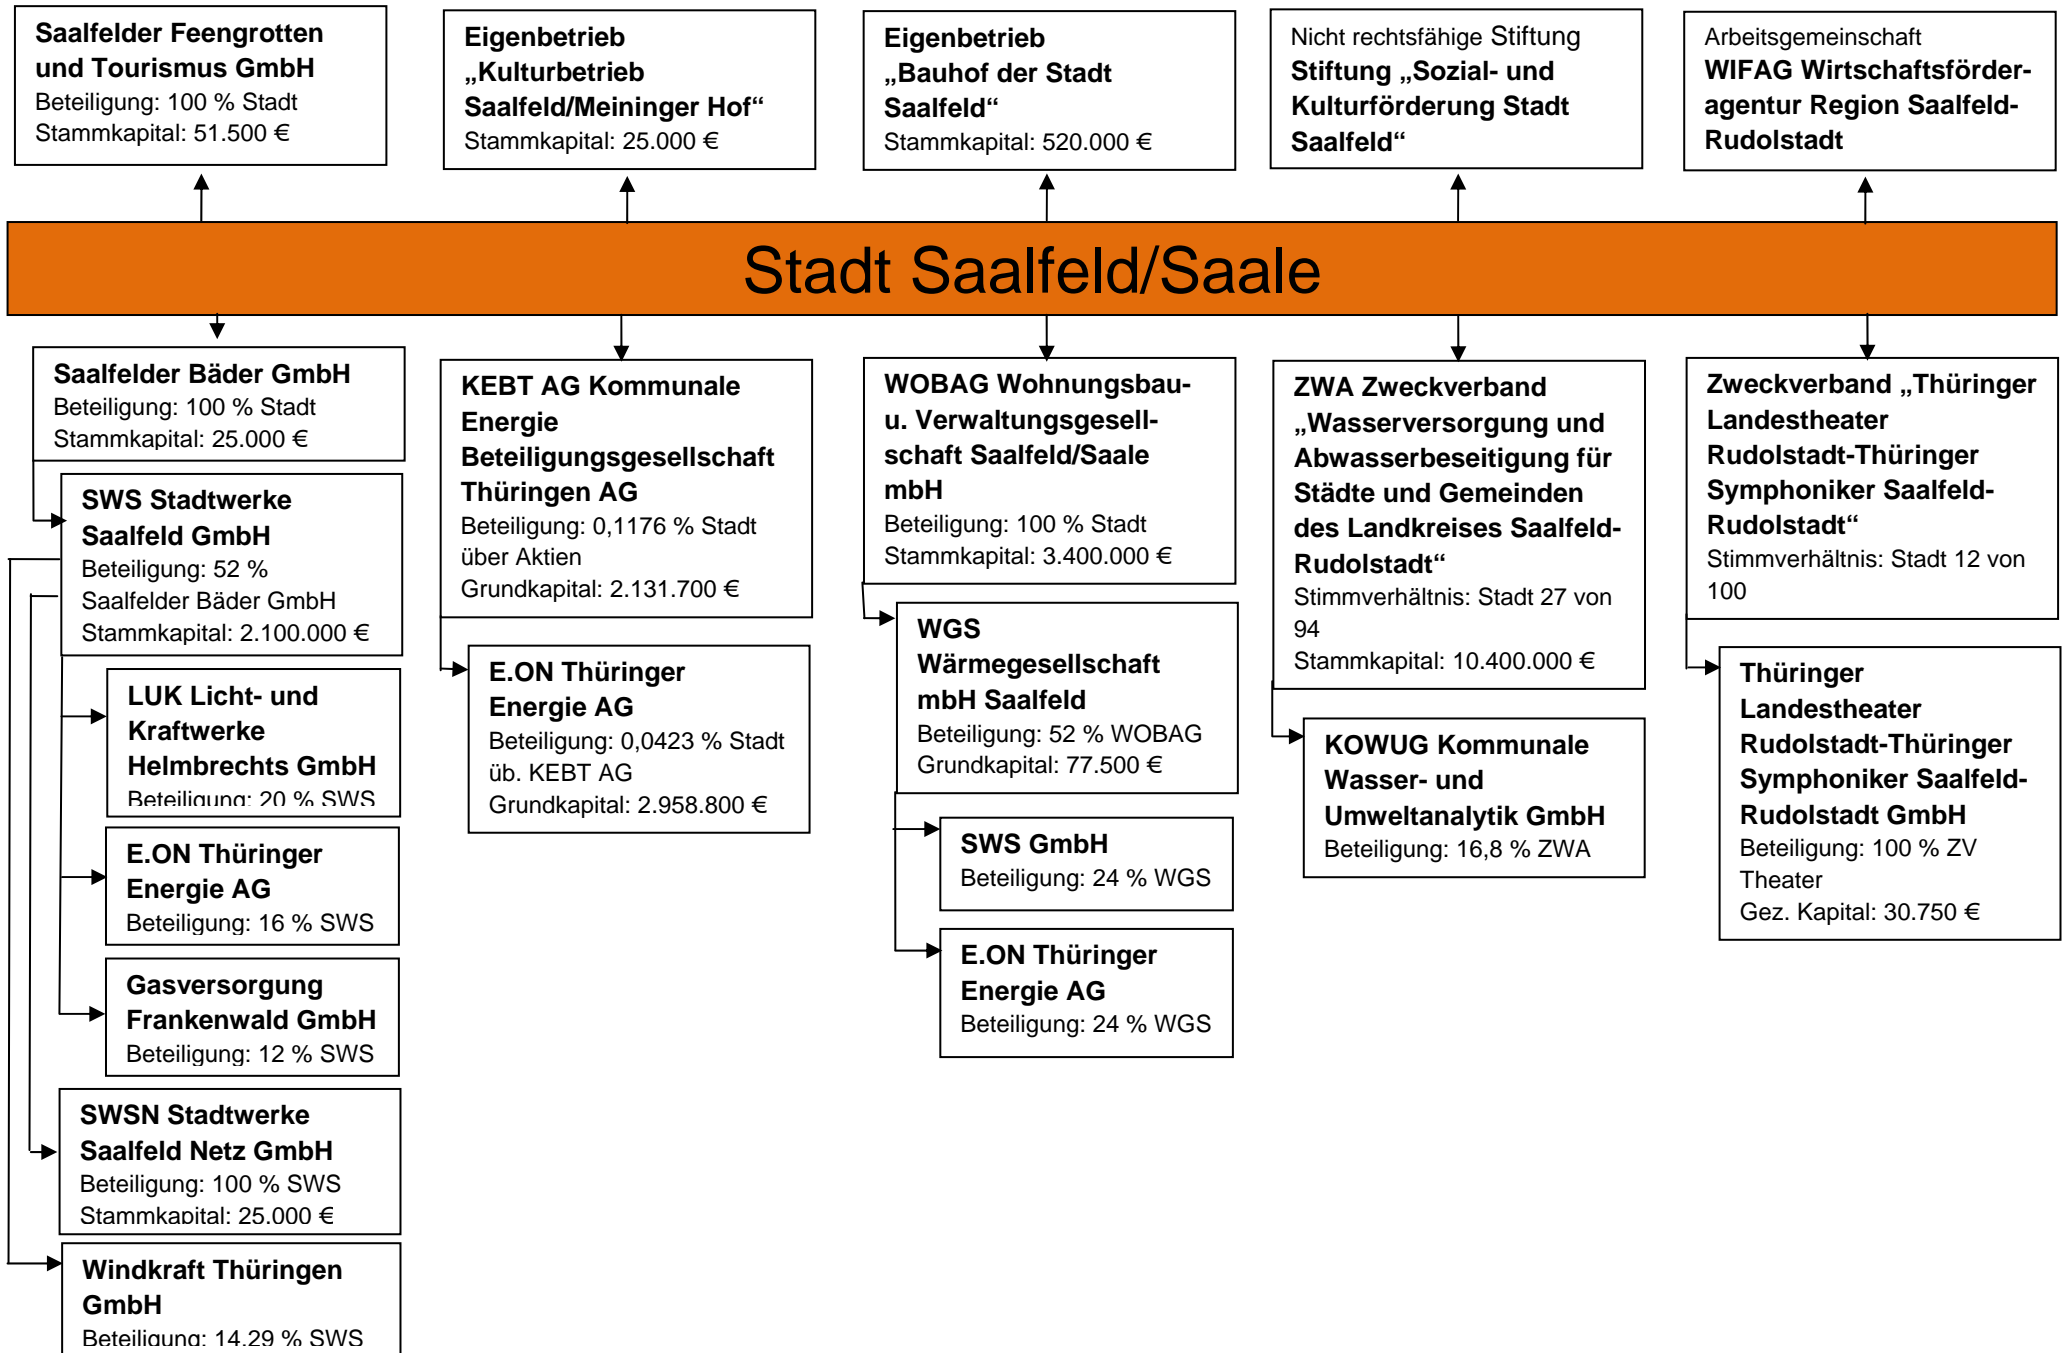 Saalfelder Feengrotten
und Tourismus GmbH
Beteiligung: 100 % Stadt
Stammkapital: 51.500 €
Eigenbetrieb
„Kulturbetrieb
Saalfeld/Meininger Hof“
Stammkapital: 25.000 €
Eigenbetrieb
„Bauhof der Stadt
Saalfeld“
Stammkapital: 520.000 €
Nicht rechtsfähige Stiftung
Stiftung „Sozial- und
Kulturförderung Stadt
Saalfeld“
Arbeitsgemeinschaft
WIFAG Wirtschaftsförder-
agentur Region Saalfeld-
Rudolstadt
Stadt Saalfeld/Saale
Saalfelder Bäder GmbH
Beteiligung: 100 % Stadt
Stammkapital: 25.000 €
SWS Stadtwerke
Saalfeld GmbH
Beteiligung: 52 %
Saalfelder Bäder GmbH
Stammkapital: 2.100.000 €
LUK Licht- und
Kraftwerke
Helmbrechts GmbH
Beteiligung: 20 % SWS
E.ON Thüringer
Energie AG
Beteiligung: 16 % SWS
Gasversorgung
Frankenwald GmbH
Beteiligung: 12 % SWS
SWSN Stadtwerke
Saalfeld Netz GmbH
Beteiligung: 100 % SWS
Stammkapital: 25.000 €
Windkraft Thüringen
GmbH
Beteiligung: 14,29 % SWS
KEBT AG Kommunale
Energie
Beteiligungsgesellschaft
Thüringen AG
Beteiligung: 0,1176 % Stadt
über Aktien
Grundkapital: 2.131.700 €
E.ON Thüringer
Energie AG
Beteiligung: 0,0423 % Stadt
üb. KEBT AG
Grundkapital: 2.958.800 €
WOBAG Wohnungsbau-
u. Verwaltungsgesell-
schaft Saalfeld/Saale
mbH
Beteiligung: 100 % Stadt
Stammkapital: 3.400.000 €
WGS
Wärmegesellschaft
mbH Saalfeld
Beteiligung: 52 % WOBAG
Grundkapital: 77.500 €
SWS GmbH
Beteiligung: 24 % WGS
E.ON Thüringer
Energie AG
Beteiligung: 24 % WGS
ZWA Zweckverband
„Wasserversorgung und
Abwasserbeseitigung für
Städte und Gemeinden
des Landkreises Saalfeld-
Rudolstadt“
Stimmverhältnis: Stadt 27 von
94
Stammkapital: 10.400.000 €
KOWUG Kommunale
Wasser- und
Umweltanalytik GmbH
Beteiligung: 16,8 % ZWA
Zweckverband „Thüringer
Landestheater
Rudolstadt-Thüringer
Symphoniker Saalfeld-
Rudolstadt“
Stimmverhältnis: Stadt 12 von
100
Thüringer
Landestheater
Rudolstadt-Thüringer
Symphoniker Saalfeld-
Rudolstadt GmbH
Beteiligung: 100 % ZV
Theater
Gez. Kapital: 30.750 €